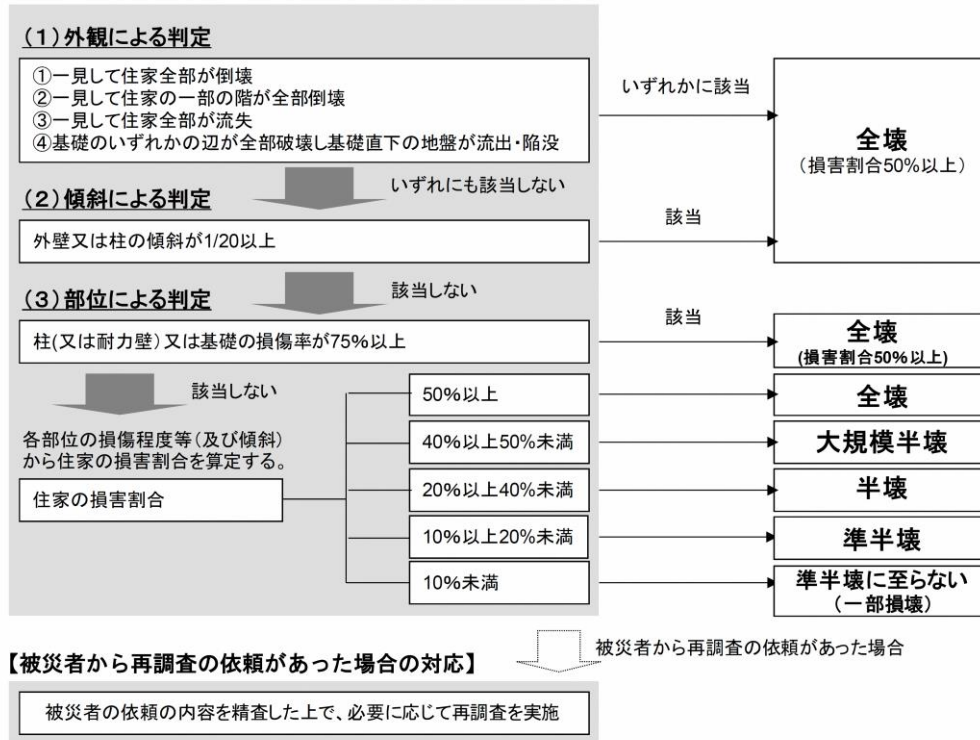 (1)外観による判定
①一見して住家全部が倒壊
②一見して住家の一部の階が全部倒壊
③一見して住家全部が流失
④基礎のいずれかの辺が全部破壊し基礎直下の地盤が流出・陥没
いずれかに該当
全壊
(損害割合50%以上)
いずれにも該当しない
(2)傾斜による判定
外壁又は柱の傾斜が1/20以上
該当
該当しない
(3)部位による判定
柱(又は耐力壁)又は基礎の損傷率が75%以上
該当
全壊
(損害割合50%以上)
該当しない
各部位の損傷程度等(及び傾斜)
から住家の損害割合を算定する。
住家の損害割合
50%以上
全壊
40%以上50%未満
大規模半壊
20%以上40%未満
半壊
10%以上20%未満
準半壊
10%未満
準半壊に至らない
(一部損壊)
被災者から再調査の依頼があった場合
【被災者から再調査の依頼があった場合の対応】
被災者の依頼の内容を精査した上で、必要に応じて再調査を実施